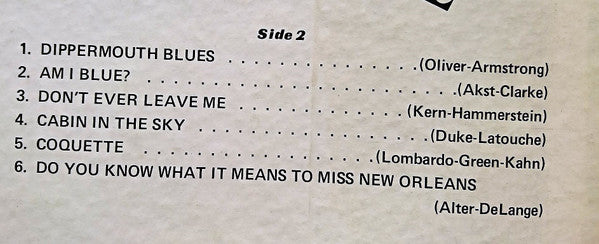 Side 2
1. DIPPERMOUTH BLUES . . . . . . . . . . . . . . . (Oliver-Armstrong)
2. AM I BLUE? . . . . . . . . . . . . . . . . . . . . . . . (Akst-Clarke)
3. DON'T EVER LEAVE ME . . . . . . . . . . . . . (Kern-Hammerstein)
4. CABIN IN THE SKY . . . . . . . . . . . . . . . . . . (Duke-Latouche)
5. COQUETTE . . . . . . . . . . . . . . . . . . (Lombardo-Green-Kahn)
6. DO YOU KNOW WHAT IT MEANS TO MISS NEW ORLEANS
(Alter-DeLange)